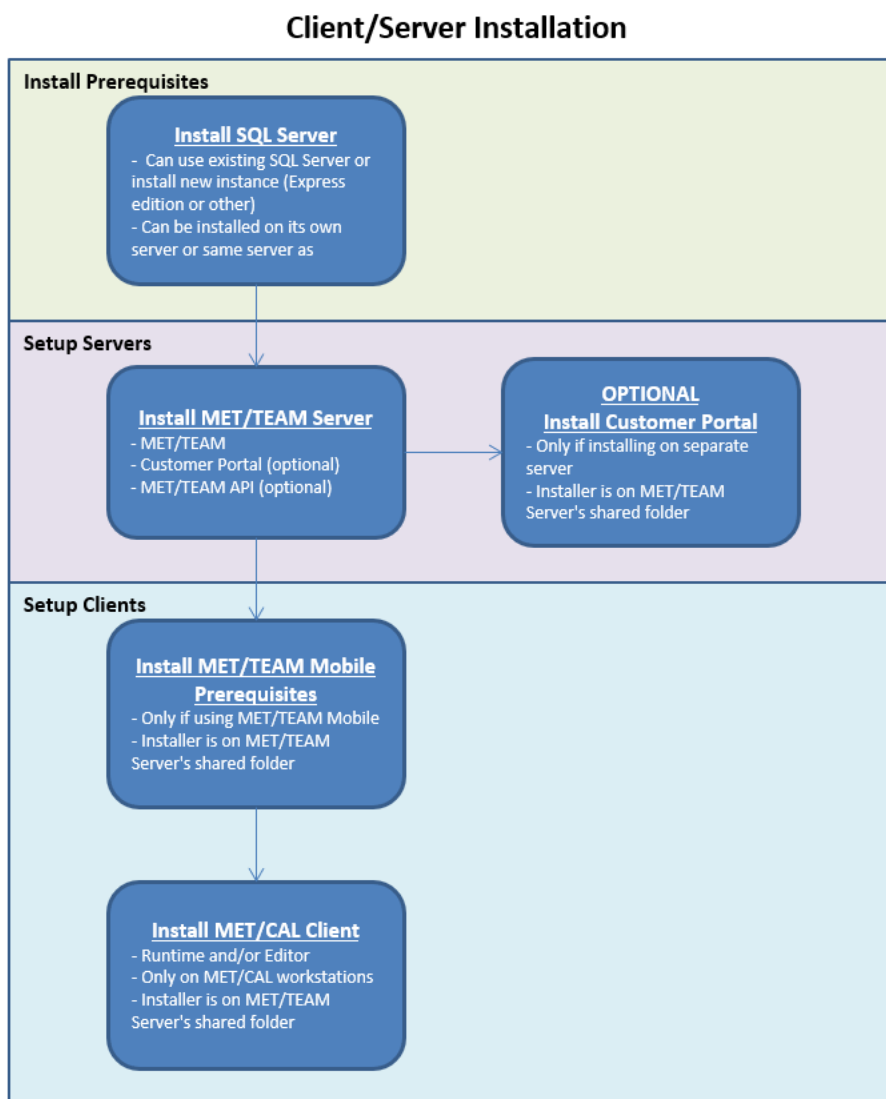 Client/Server Installation
Install Prerequisites
Install SQL Server
- Can use existing SQL Server or
install new instance (Express
edition or other)
- Can be installed on its own
server or same server as
Setup Servers
Install MET/TEAM Server
- MET/TEAM
- Customer Portal (optional)
- MET/TEAM API (optional)
OPTIONAL
Install Customer Portal
- Only if installing on separate
server
- Installer is on MET/TEAM
Server's shared folder
Setup Clients
Install MET/TEAM Mobile
Prerequisites
- Only if using MET/TEAM Mobile
- Installer is on MET/TEAM
Server's shared folder
Install MET/CAL Client
- Runtime and/or Editor
- Only on MET/CAL workstations
- Installer is on MET/TEAM
Server's shared folder